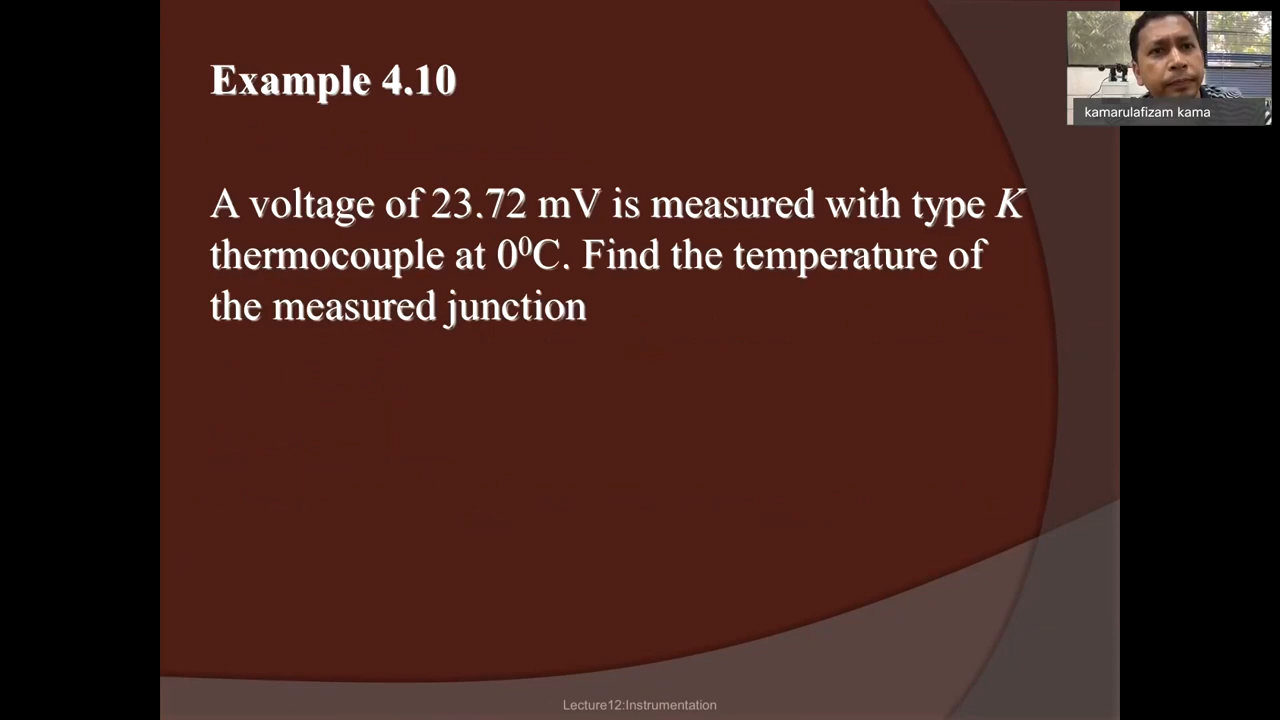 Example 4.10
kamarulafizam kama
A voltage of 23.72 mV is measured with type K
thermocouple at 0⁰C. Find the temperature of
the measured junction
Lecture12:Instrumentation